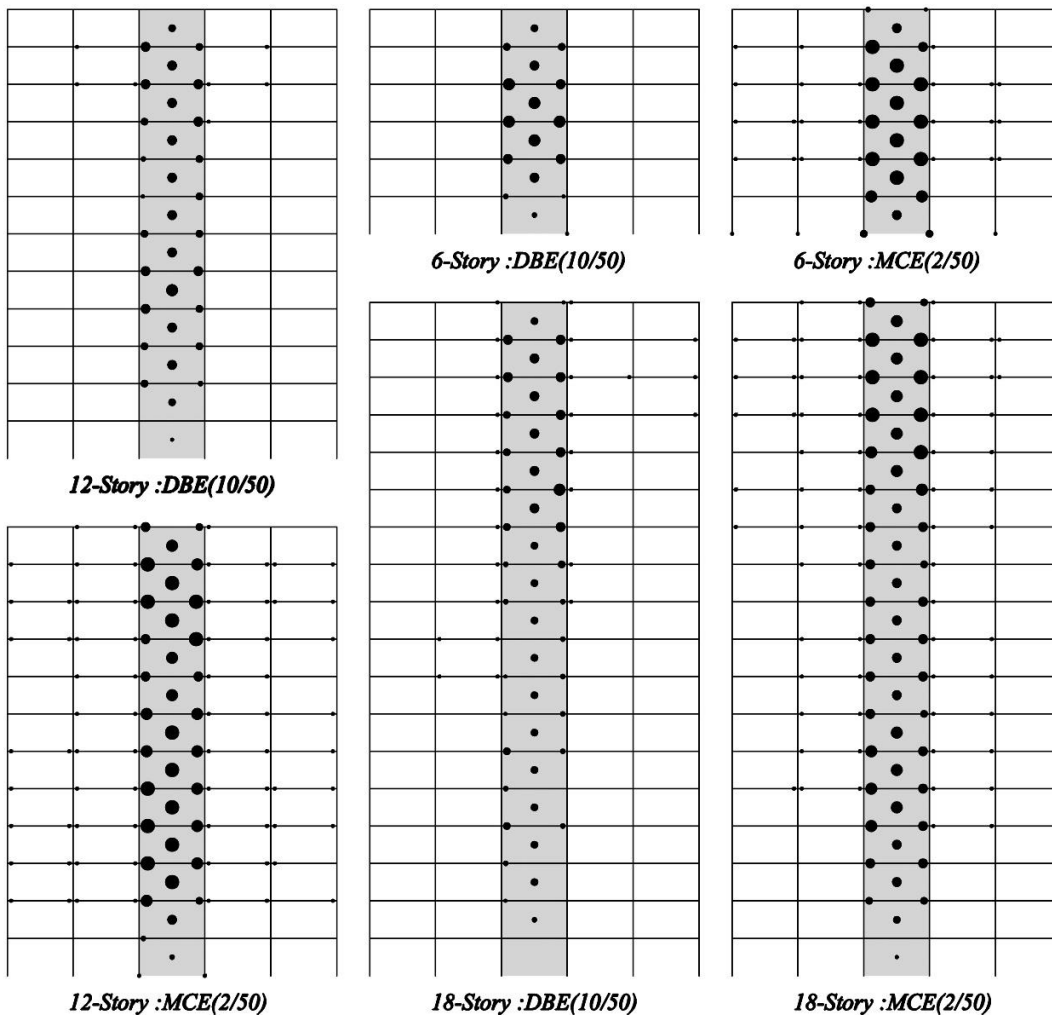 6-Story :DBE(10/50)
6-Story :MCE(2/50)
12-Story :DBE(10/50)
12-Story :MCE(2/50)
18-Story :DBE(10/50)
18-Story :MCE(2/50)